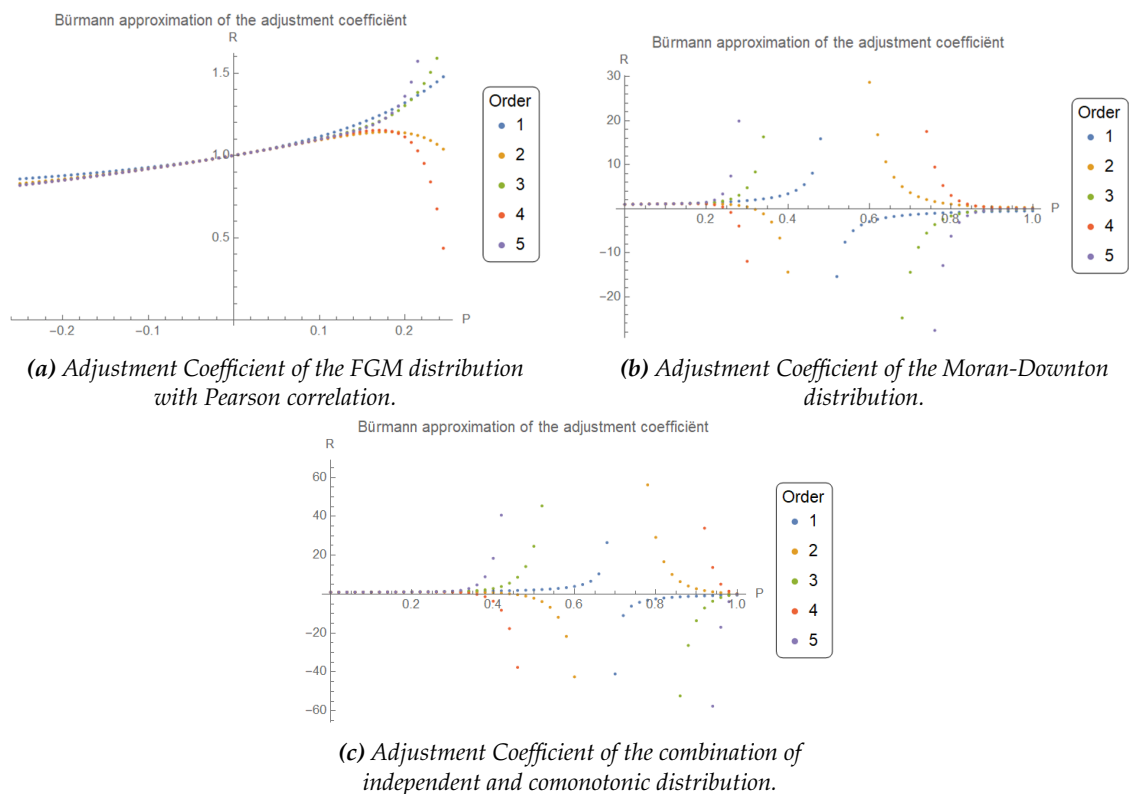 Bürmann approximation of the adjustment coefficiënt
R
1.5
1.0
0.5
−0.2
−0.1
0.1
0.2
P
Order
1
2
3
4
5
(a) Adjustment Coefficient of the FGM distribution
with Pearson correlation.
Bürmann approximation of the adjustment coefficiënt
R
30
20
10
−10
−20
0.2
0.4
0.6
0.8
1.0
P
Order
1
2
3
4
5
(b) Adjustment Coefficient of the Moran-Downton
distribution.
Bürmann approximation of the adjustment coefficiënt
R
60
40
20
0
−20
−40
−60
0.2
0.4
0.6
0.8
1.0
P
Order
1
2
3
4
5
(c) Adjustment Coefficient of the combination of
independent and comonotonic distribution.